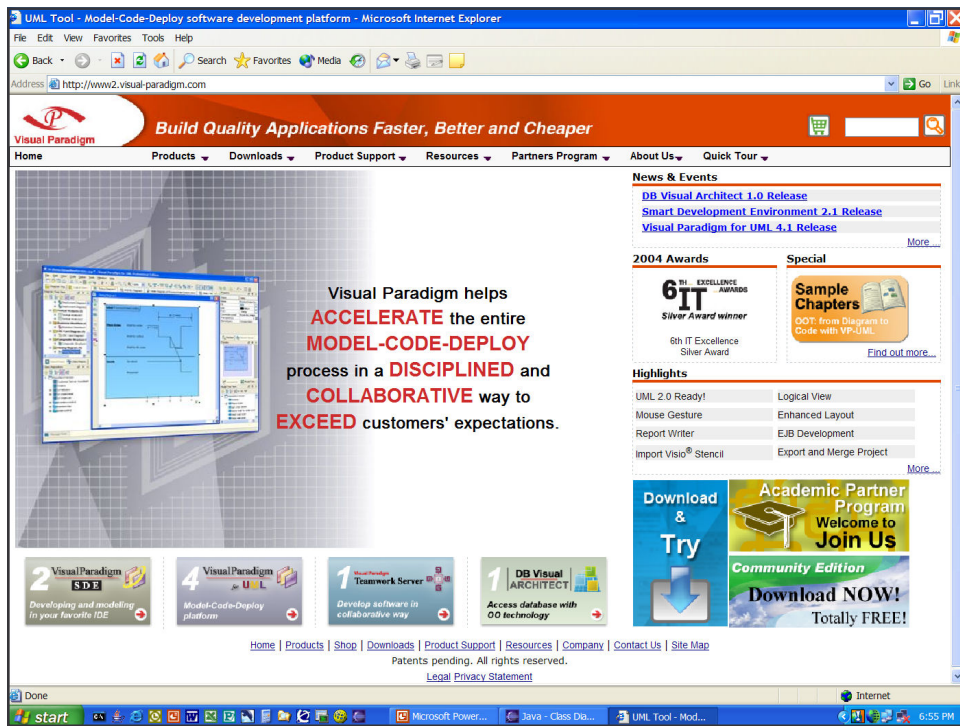 UML Tool - Model-Code-Deploy software development platform - Microsoft Internet Explorer
File Edit View Favorites Tools Help
Back Search Favorites Media
Address http://www2.visual-paradigm.com Go Link
Visual Paradigm
Build Quality Applications Faster, Better and Cheaper
Home Products Downloads Product Support Resources Partners Program About Us Quick Tour
Visual Paradigm helps
ACCELERATE the entire
MODEL-CODE-DEPLOY
process in a DISCIPLINED and
COLLABORATIVE way to
EXCEED customers' expectations.
News & Events
DB Visual Architect 1.0 Release
Smart Development Environment 2.1 Release
Visual Paradigm for UML 4.1 Release
More ...
2004 Awards
6TH EXCELLENCE
IT AWARDS
Silver Award winner
6th IT Excellence
Silver Award
Special
Sample
Chapters
OOT: from Diagram to
Code with VP-UML
Find out more...
Highlights
UML 2.0 Ready! Logical View
Mouse Gesture Enhanced Layout
Report Writer EJB Development
Import Visio® Stencil Export and Merge Project
More ...
Download
&
Try
Academic Partner
Program
Welcome to
Join Us
Community Edition
Download NOW!
Totally FREE!
2 Visual Paradigm
SDE
Developing and modeling
in your favorite IDE
4 Visual Paradigm
for UML
Model-Code-Deploy
platform
1 Visual Paradigm
Teamwork Server
Develop software in
collaborative way
1 DB Visual
ARCHITECT
Access database with
OO technology
Home | Products | Shop | Downloads | Product Support | Resources | Company | Contact Us | Site Map
Patents pending. All rights reserved.
Legal Privacy Statement
Done Internet
start Microsoft Power... Java - Class Dia... UML Tool - Mod... 6:55 PM